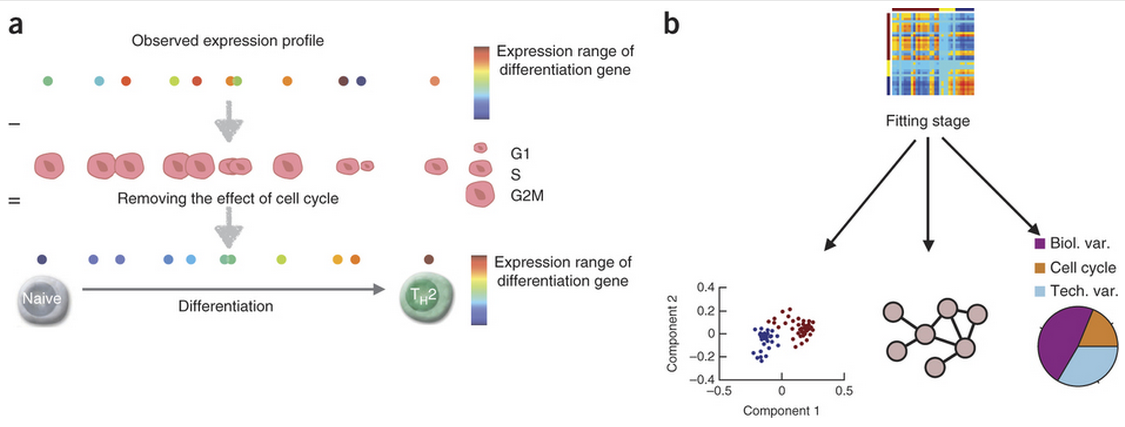 a
Observed expression profile
Expression range of
differentiation gene
–
G1
S
G2M
=
Removing the effect of cell cycle
Expression range of
differentiation gene
Naive
TH2
Differentiation
b
Fitting stage
Biol. var.
Cell cycle
Tech. var.
Component 2
0.4
0.2
0
–0.2
–0.4
–0.5
0
0.5
Component 1